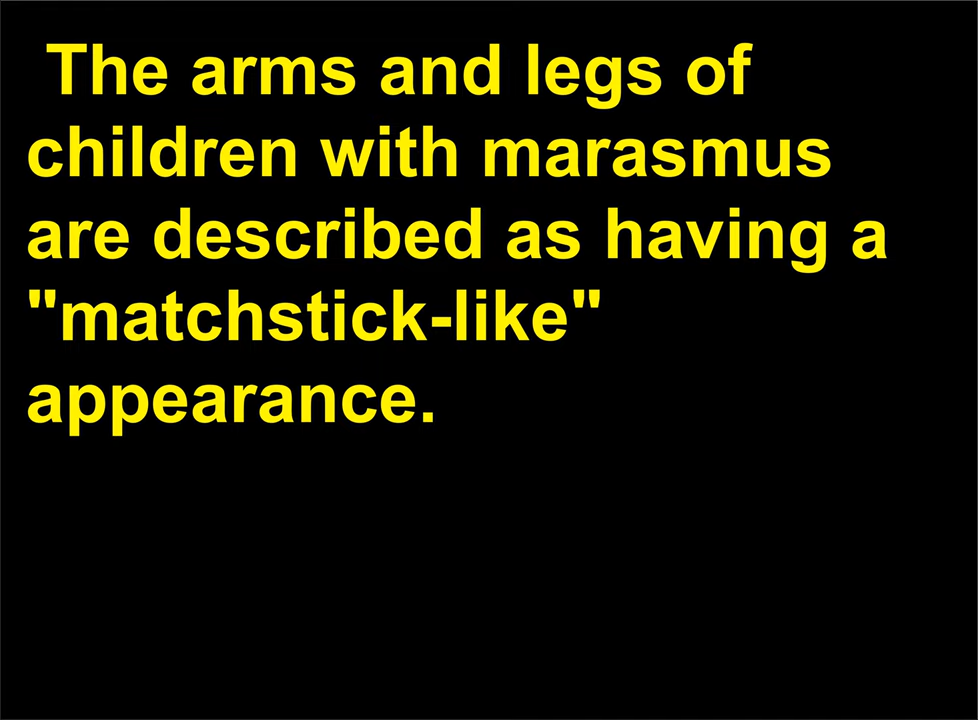 The arms and legs of
children with marasmus
are described as having a
"matchstick-like"
appearance.